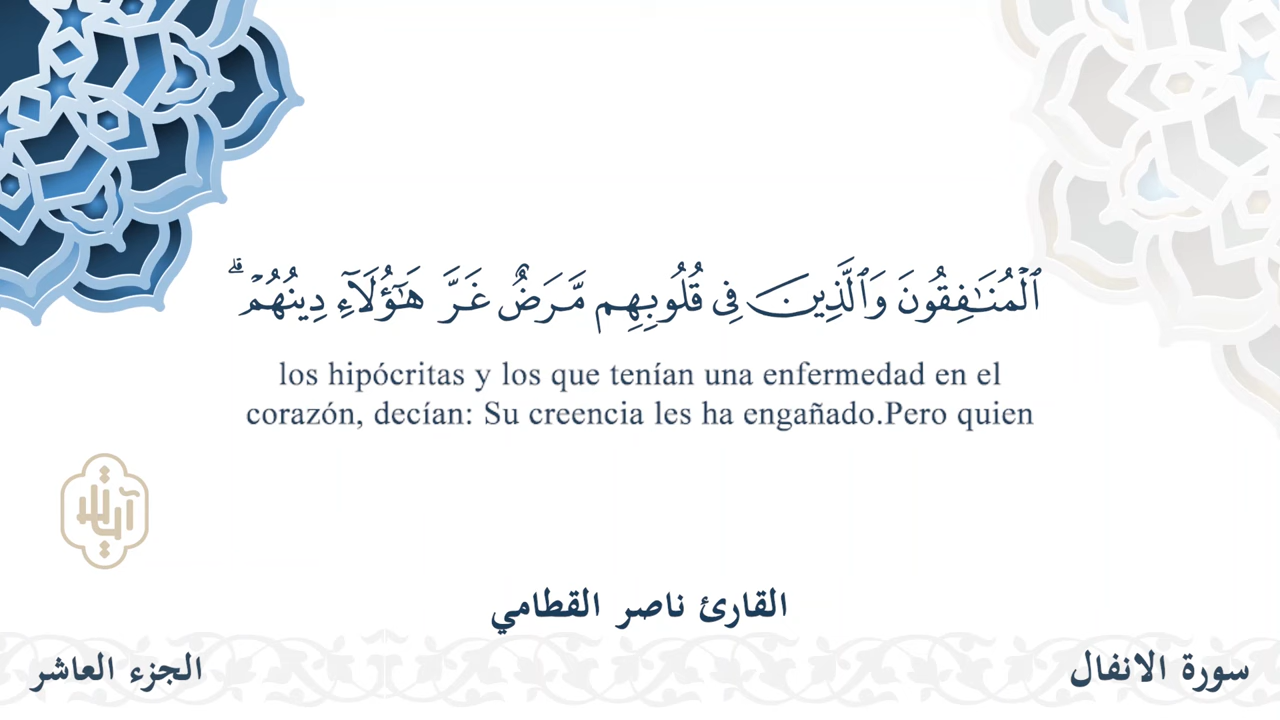 ٱلْمُنَـٰفِقُونَ وَٱلَّذِينَ فِى قُلُوبِهِم مَّرَضٌ غَرَّ هَـٰٓؤُلَآءِ دِينُهُمْ ۗ
los hipócritas y los que tenían una enfermedad en el
corazón, decían: Su creencia les ha engañado.Pero quien
القارئ ناصر القطامي
سورة الانفال
الجزء العاشر